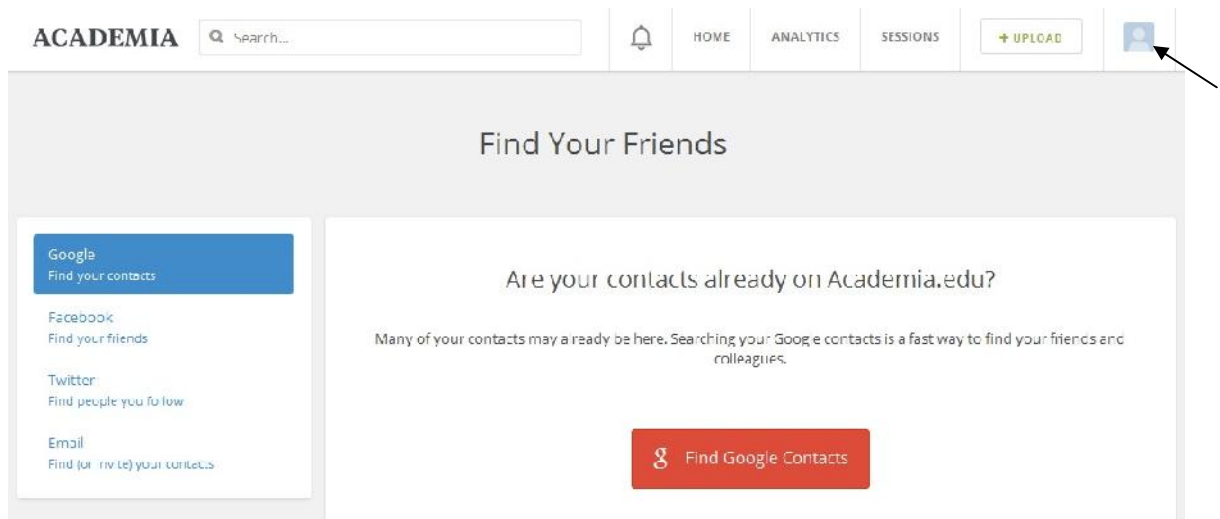 ACADEMIA
Search...
HOME
ANALYTICS
SESSIONS
+ UPLOAD
Find Your Friends
Google
Find your contacts
Facebook
Find your friends
Twitter
Find people you follow
Email
Find (or invite) your contacts
Are your contacts already on Academia.edu?
Many of your contacts may already be here. Searching your Google contacts is a fast way to find your friends and
colleagues.
g Find Google Contacts